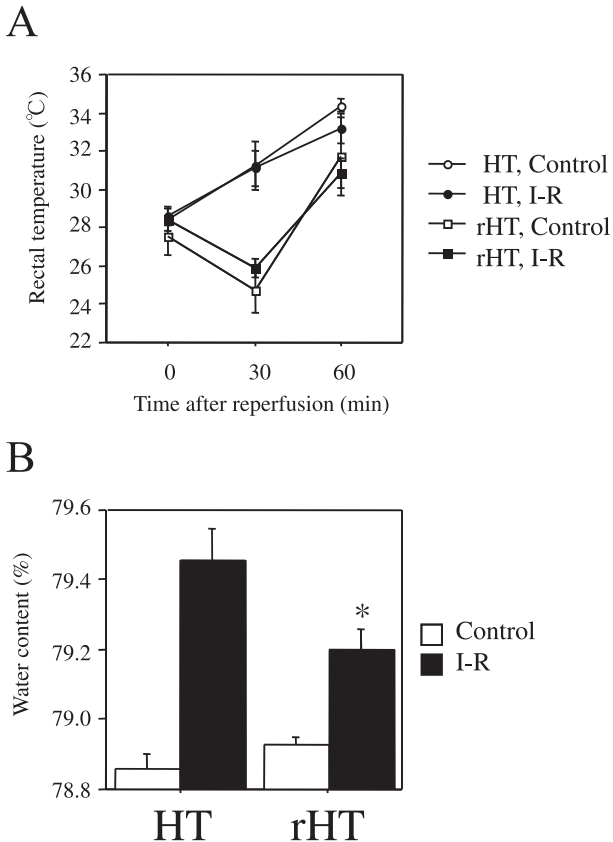 A
Rectal temperature (°C)
36
34
32
30
28
26
24
22
0 30 60
Time after reperfusion (min)
HT, Control
HT, I-R
rHT, Control
rHT, I-R
B
Water content (%)
79.6
79.4
79.2
79.0
78.8
*
HT rHT
Control
I-R